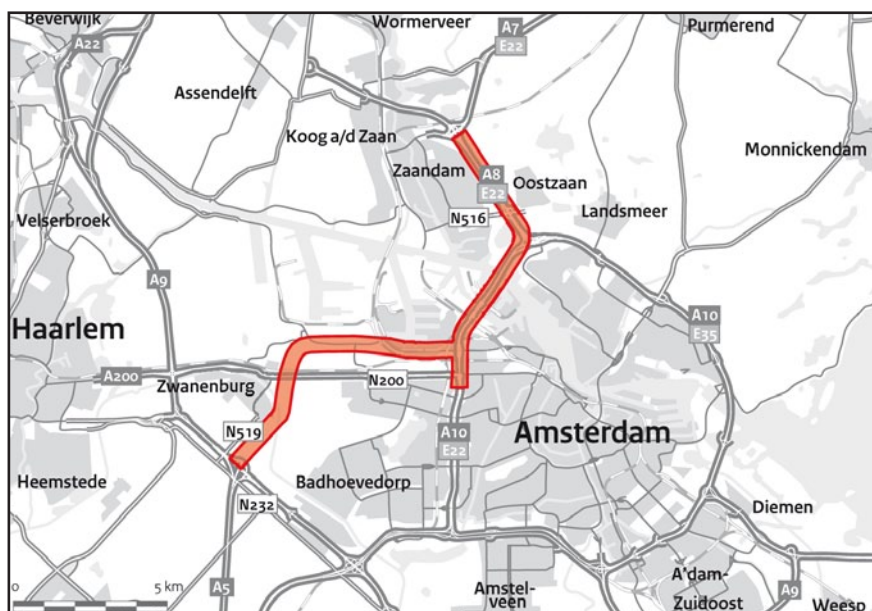 Beverwijk
Wormerveer
A7
E22
Purmerend
A22
Assendelft
Koog a/d Zaan
Monnickendam
Zaandam
A8
E22
Oostzaan
Landsmeer
N516
Velserbroek
A9
A10
E35
Haarlem
A200
Zwanenburg
N200
N519
A10
E22
Amsterdam
Heemstede
Badhoevedorp
N232
Diemen
0
5 km
A5
Amstel-
veen
A'dam-
Zuidoost
A9
Weesp